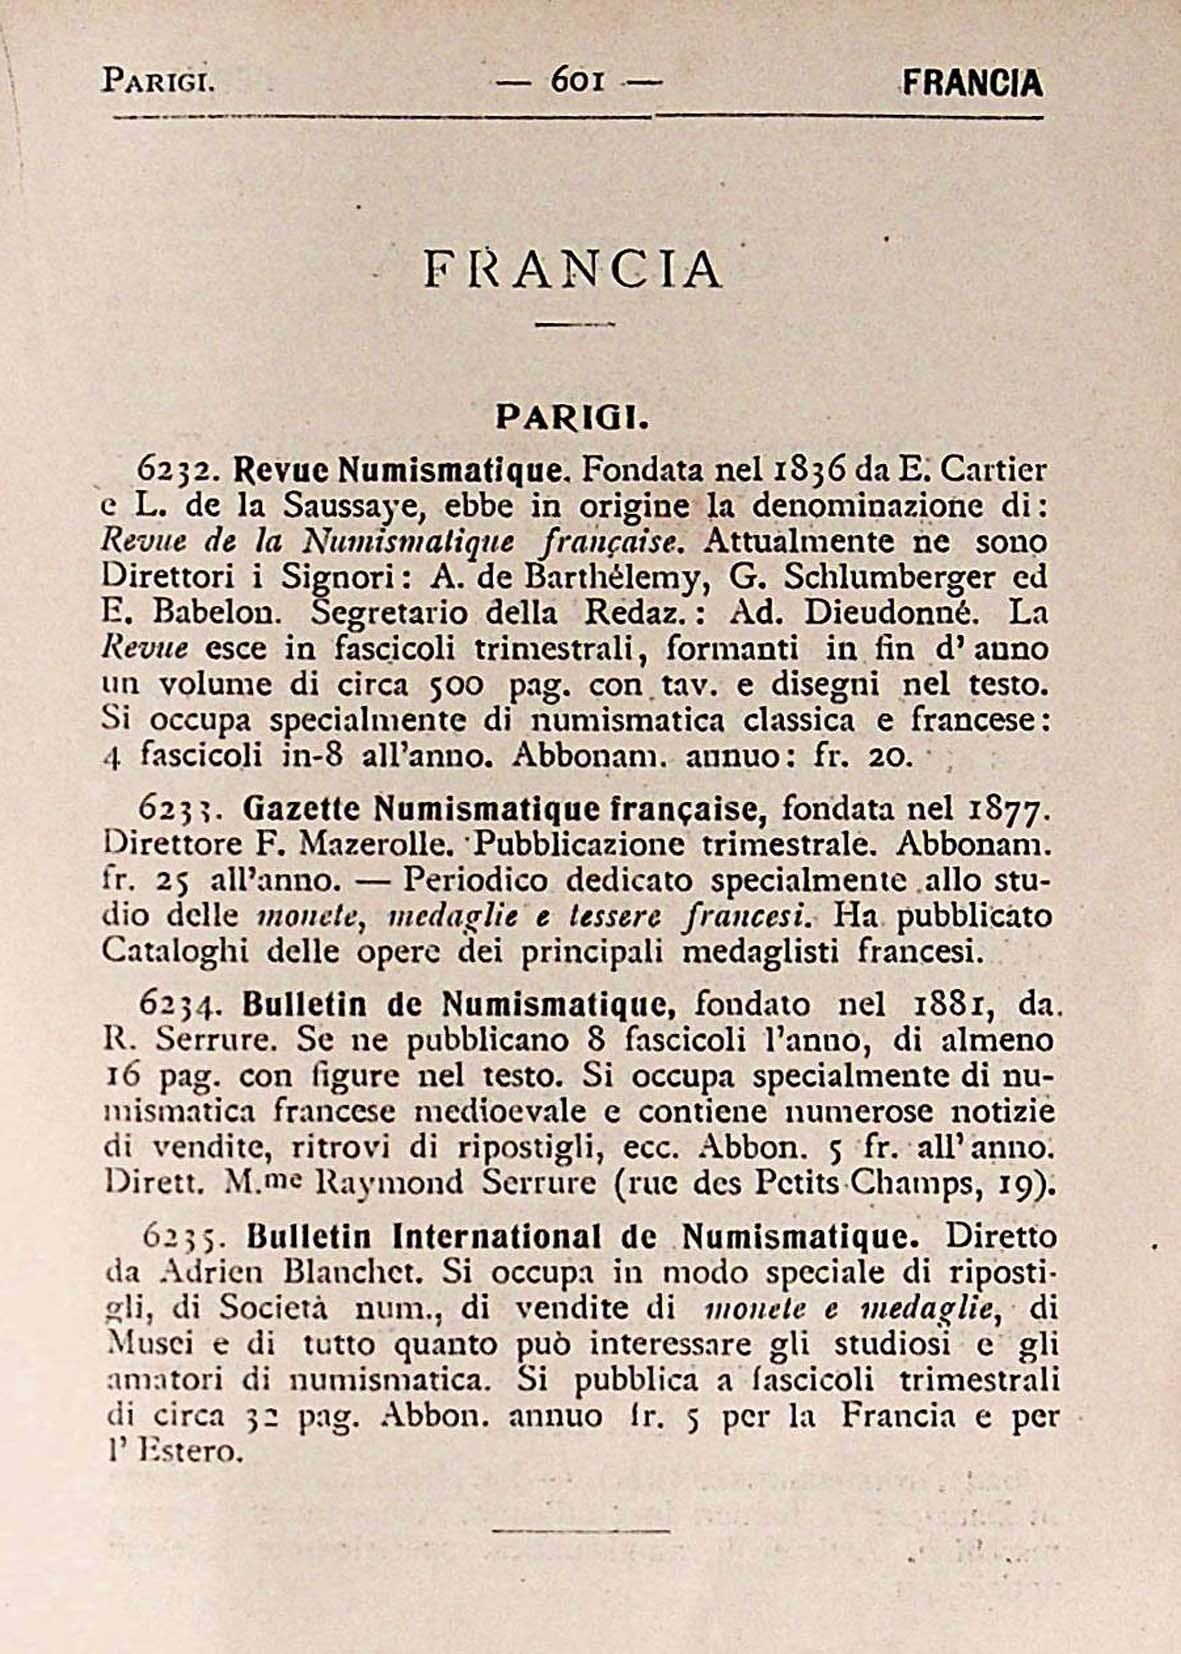 PARIGI. — 601 — FRANCIA
FRANCIA
PARIGI.
6232. Revue Numismatique. Fondata nel 1836 da E. Cartier
e L. de la Saussaye, ebbe in origine la denominazione di:
Revue de la Numismatique française. Attualmente ne sono
Direttori i Signori: A. de Barthélemy, G. Schlumberger ed
E. Babelon. Segretario della Redaz.: Ad. Dieudonné. La
Revue esce in fascicoli trimestrali, formanti in fin d' anno
un volume di circa 500 pag. con tav. e disegni nel testo.
Si occupa specialmente di numismatica classica e francese:
4 fascicoli in-8 all'anno. Abbonam. annuo: fr. 20.
6233. Gazette Numismatique française, fondata nel 1877.
Direttore F. Mazerolle. Pubblicazione trimestrale. Abbonam.
fr. 25 all'anno. — Periodico dedicato specialmente allo stu-
dio delle monete, medaglie e tessere francesi. Ha pubblicato
Cataloghi delle opere dei principali medaglisti francesi.
6234. Bulletin de Numismatique, fondato nel 1881, da
R. Serrure. Se ne pubblicano 8 fascicoli l'anno, di almeno
16 pag. con figure nel testo. Si occupa specialmente di nu-
mismatica francese medioevale e contiene numerose notizie
di vendite, ritrovi di ripostigli, ecc. Abbon. 5 fr. all' anno.
Dirett. M.me Raymond Serrure (rue des Petits Champs, 19).
6235. Bulletin International de Numismatique. Diretto
da Adrien Blanchet. Si occupa in modo speciale di riposti-
gli, di Società num., di vendite di monete e medaglie, di
Musei e di tutto quanto può interessare gli studiosi e gli
amatori di numismatica. Si pubblica a fascicoli trimestrali
di circa 32 pag. Abbon. annuo fr. 5 per la Francia e per
l' Estero.